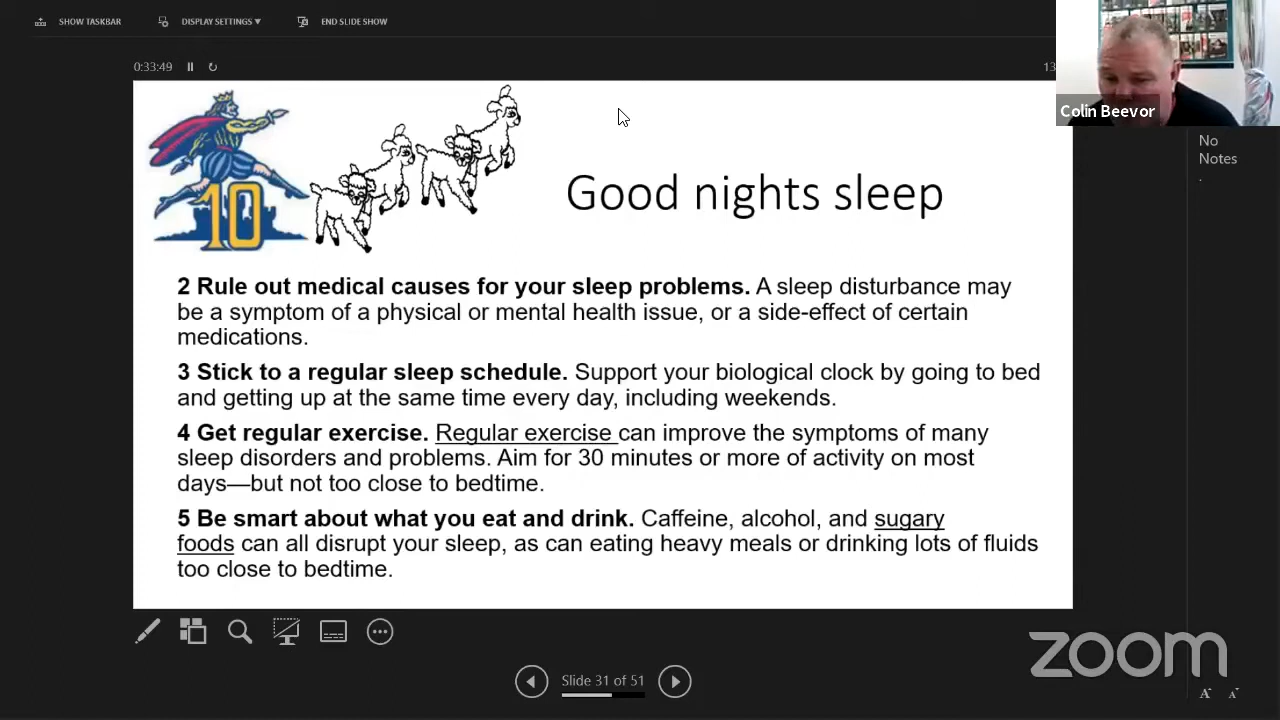 SHOW TASKBAR
DISPLAY SETTINGS ▼
END SLIDE SHOW
0:33:49
13
Colin Beevor
No
Notes
.
10
Good nights sleep
2 Rule out medical causes for your sleep problems. A sleep disturbance may
be a symptom of a physical or mental health issue, or a side-effect of certain
medications.
3 Stick to a regular sleep schedule. Support your biological clock by going to bed
and getting up at the same time every day, including weekends.
4 Get regular exercise. Regular exercise can improve the symptoms of many
sleep disorders and problems. Aim for 30 minutes or more of activity on most
days—but not too close to bedtime.
5 Be smart about what you eat and drink. Caffeine, alcohol, and sugary
foods can all disrupt your sleep, as can eating heavy meals or drinking lots of fluids
too close to bedtime.
Slide 31 of 51
zoom
A A